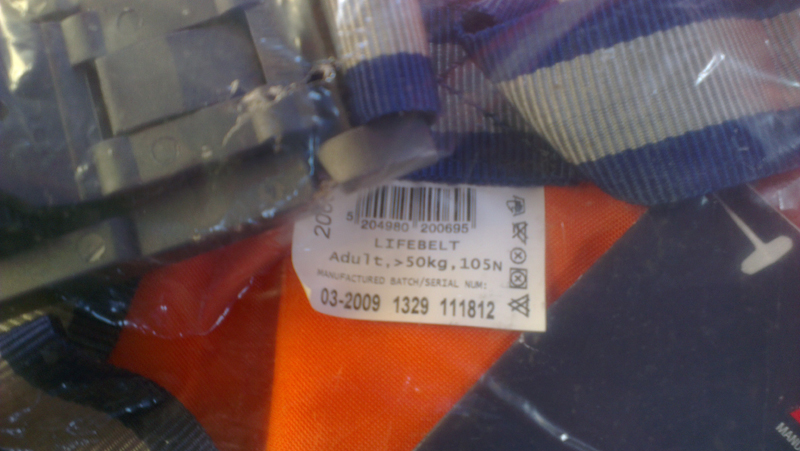 5 204980 200695
LIFEBELT
Adult,>50kg,105N
MANUFACTURED BATCH/SERIAL NUM:
03-2009 1329 111812